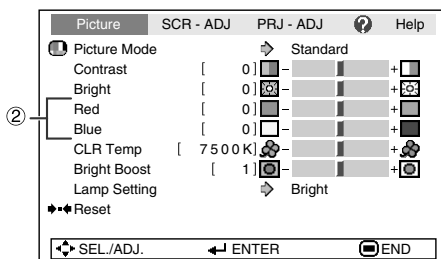 Picture SCR - ADJ PRJ - ADJ ? Help
Picture Mode Standard
Contrast [ 0] - +
Bright [ 0] - +
② Red [ 0] - +
Blue [ 0] - +
CLR Temp [ 7500K] - +
Bright Boost [ 1] - +
Lamp Setting Bright
Reset
SEL./ADJ. ENTER END